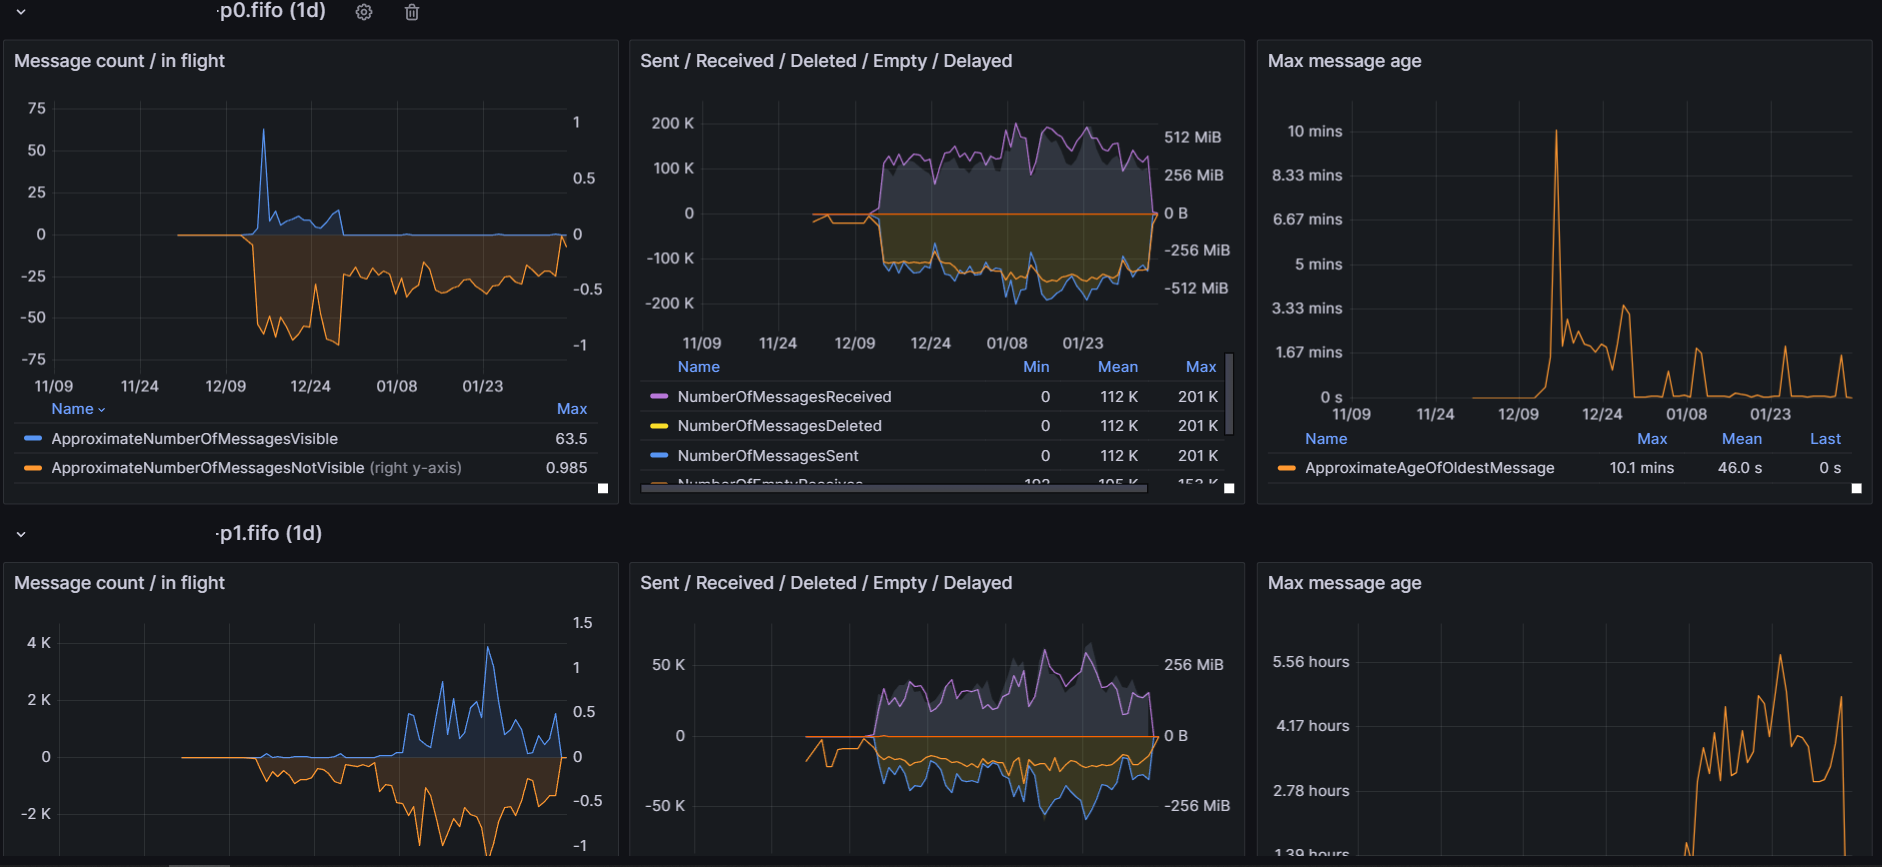 -p0.fifo (1d)
Message count / in flight
75
50
25
0
-25
-50
-75
1
0.5
0
-0.5
-1
11/09 11/24 12/09 12/24 01/08 01/23
Name Max
ApproximateNumberOfMessagesVisible 63.5
ApproximateNumberOfMessagesNotVisible (right y-axis) 0.985
Sent / Received / Deleted / Empty / Delayed
200 K
100 K
0
-100 K
-200 K
512 MiB
256 MiB
0 B
-256 MiB
-512 MiB
11/09 11/24 12/09 12/24 01/08 01/23
Name Min Mean Max
NumberOfMessagesReceived 0 112 K 201 K
NumberOfMessagesDeleted 0 112 K 201 K
NumberOfMessagesSent 0 112 K 201 K
NumberOfEmptyReceives 102 105 K 153 K
Max message age
10 mins
8.33 mins
6.67 mins
5 mins
3.33 mins
1.67 mins
0 s
11/09 11/24 12/09 12/24 01/08 01/23
Name Max Mean Last
ApproximateAgeOfOldestMessage 10.1 mins 46.0 s 0 s
-p1.fifo (1d)
Message count / in flight
4 K
2 K
0
-2 K
1.5
1
0.5
0
-0.5
-1
Sent / Received / Deleted / Empty / Delayed
50 K
0
-50 K
256 MiB
0 B
-256 MiB
Max message age
5.56 hours
4.17 hours
2.78 hours
1.39 hours